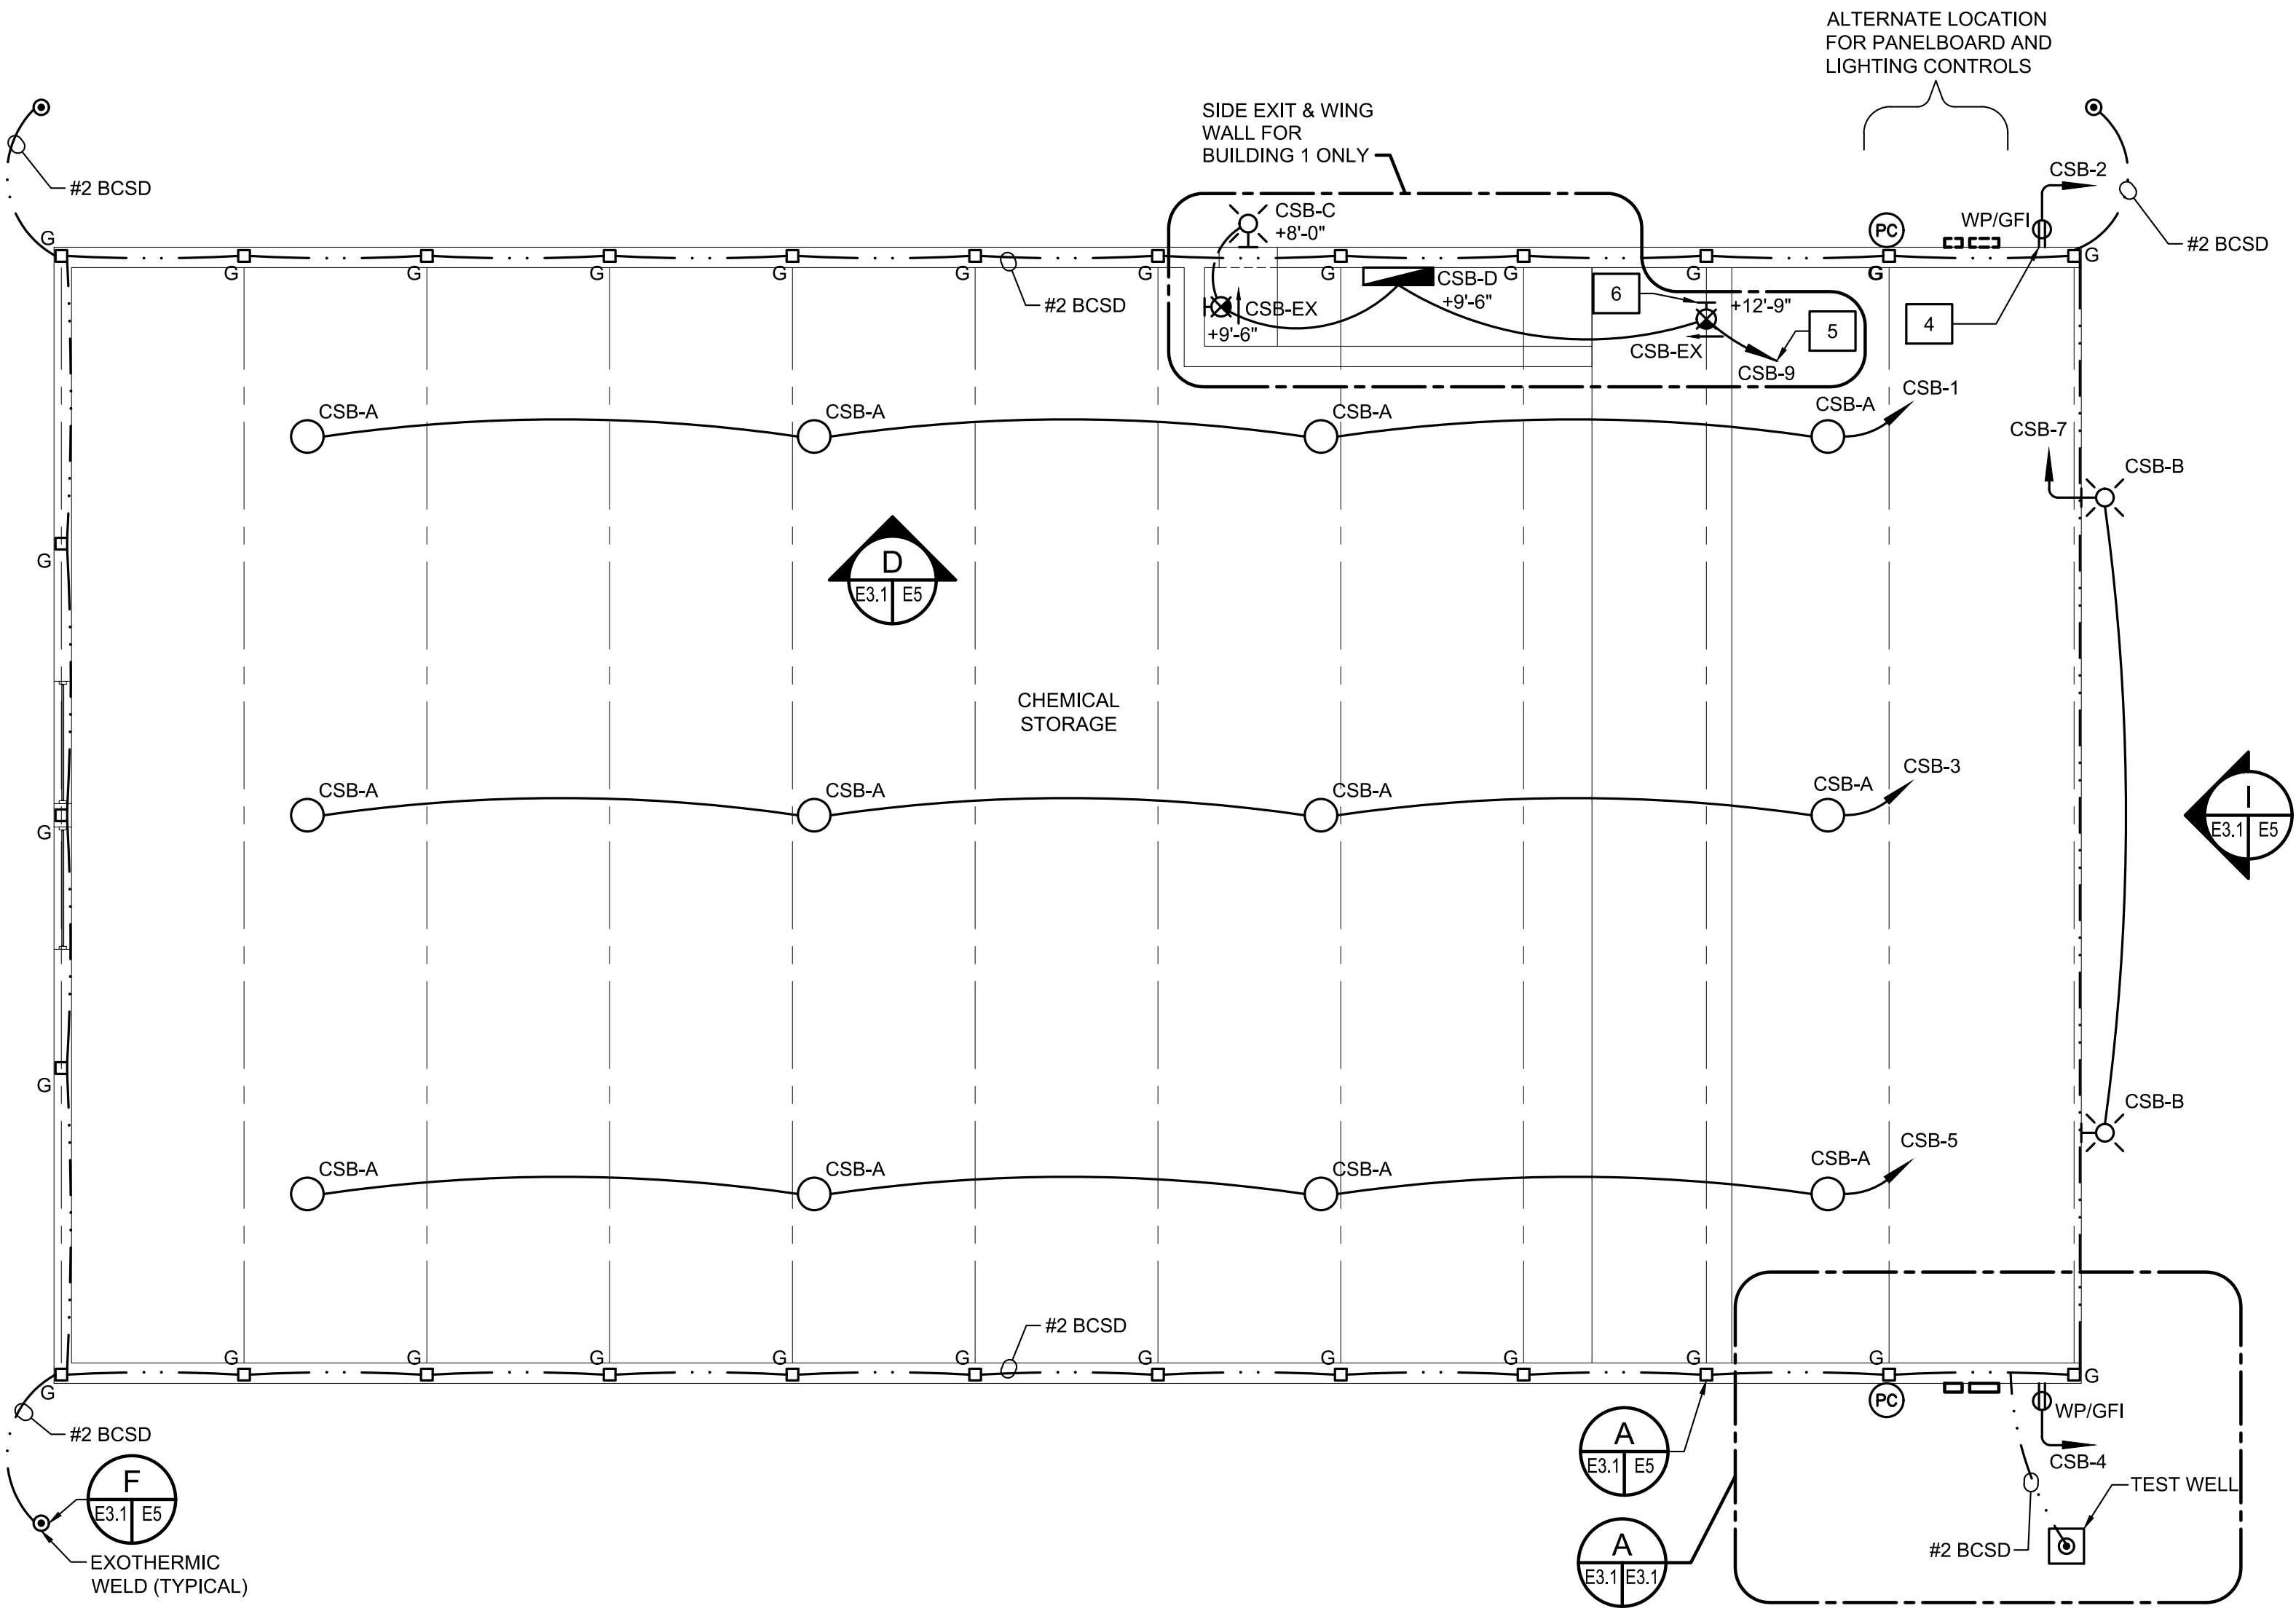 ALTERNATE LOCATION
FOR PANELBOARD AND
LIGHTING CONTROLS
SIDE EXIT & WING
WALL FOR
BUILDING 1 ONLY
#2 BCSD
CSB-2
WP/GFI
#2 BCSD
CSB-C
+8'-0"
PC
G
G
G
G
G
G
G
G
G
G
G
G
#2 BCSD
CSB-EX
+9'-6"
CSB-D
+9'-6"
6
+12'-9"
5
4
CSB-EX
CSB-9
CSB-A
CSB-A
CSB-A
CSB-A
CSB-1
CSB-7
CSB-B
G
D
E3.1
E5
CHEMICAL
STORAGE
CSB-A
CSB-A
CSB-A
CSB-A
CSB-3
G
I
E3.1
E5
G
CSB-B
CSB-A
CSB-A
CSB-A
CSB-A
CSB-5
#2 BCSD
G
G
G
G
G
G
G
G
G
G
G
G
PC
WP/GFI
CSB-4
#2 BCSD
F
E3.1
E5
EXOTHERMIC
WELD (TYPICAL)
A
E3.1
E5
A
E3.1
E3.1
TEST WELL
#2 BCSD